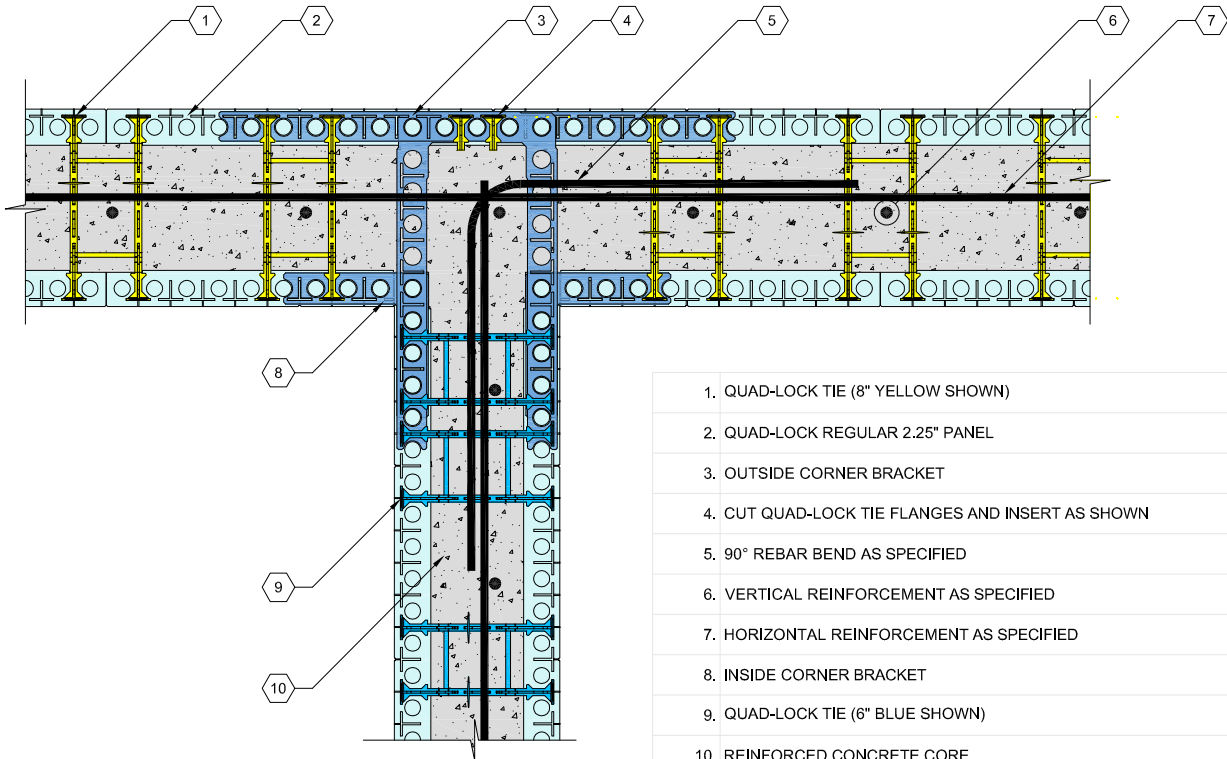 1
2
3
4
5
6
7
8
9
10
1. QUAD-LOCK TIE (8" YELLOW SHOWN)
2. QUAD-LOCK REGULAR 2.25" PANEL
3. OUTSIDE CORNER BRACKET
4. CUT QUAD-LOCK TIE FLANGES AND INSERT AS SHOWN
5. 90° REBAR BEND AS SPECIFIED
6. VERTICAL REINFORCEMENT AS SPECIFIED
7. HORIZONTAL REINFORCEMENT AS SPECIFIED
8. INSIDE CORNER BRACKET
9. QUAD-LOCK TIE (6" BLUE SHOWN)
10. REINFORCED CONCRETE CORE